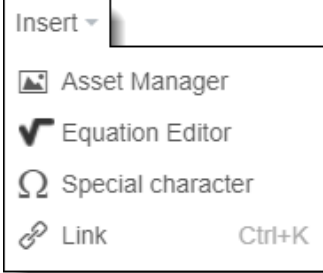 Insert
Asset Manager
Equation Editor
Special character
Link Ctrl+K